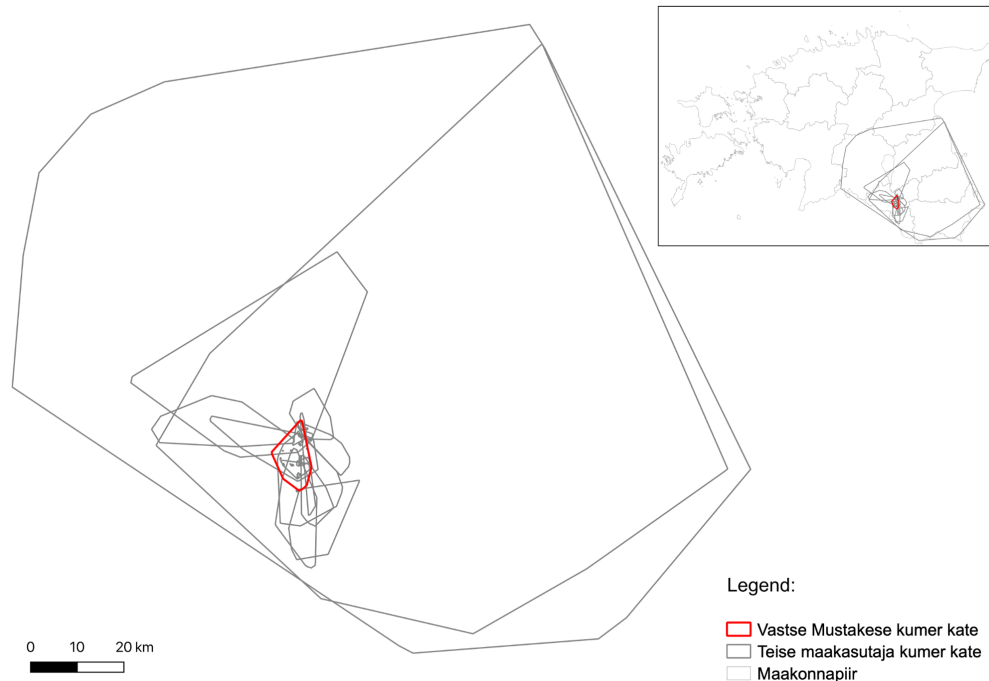 Legend:
Vastse Mustakese kumer kate
Teise maakasutaja kumer kate
Maakonnapiir
0 10 20 km